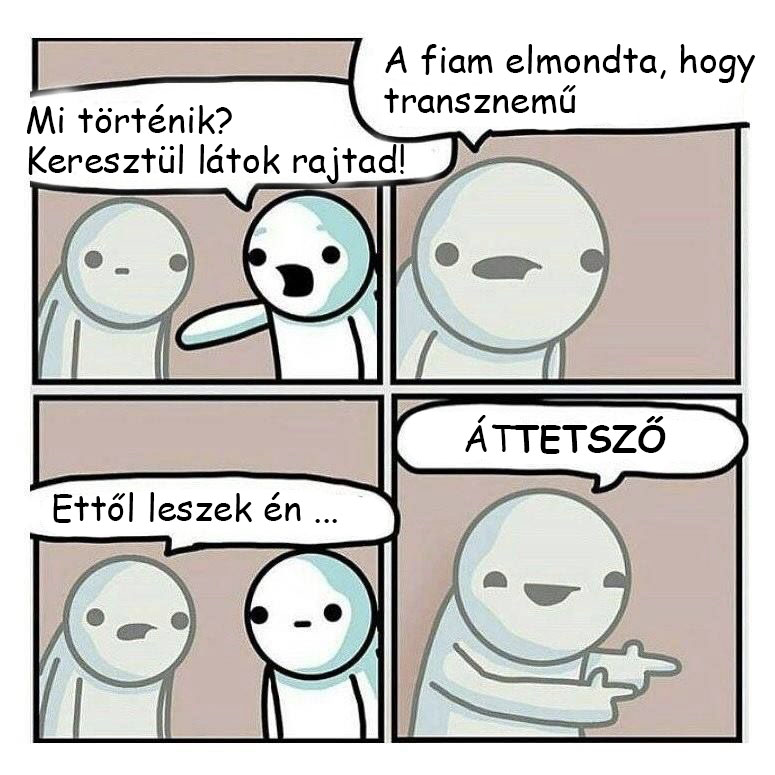 Mi történik?
Keresztül látok rajtad!
A fiam elmondta, hogy
transznemű
Ettől leszek én ...
ÁTTETSZŐ